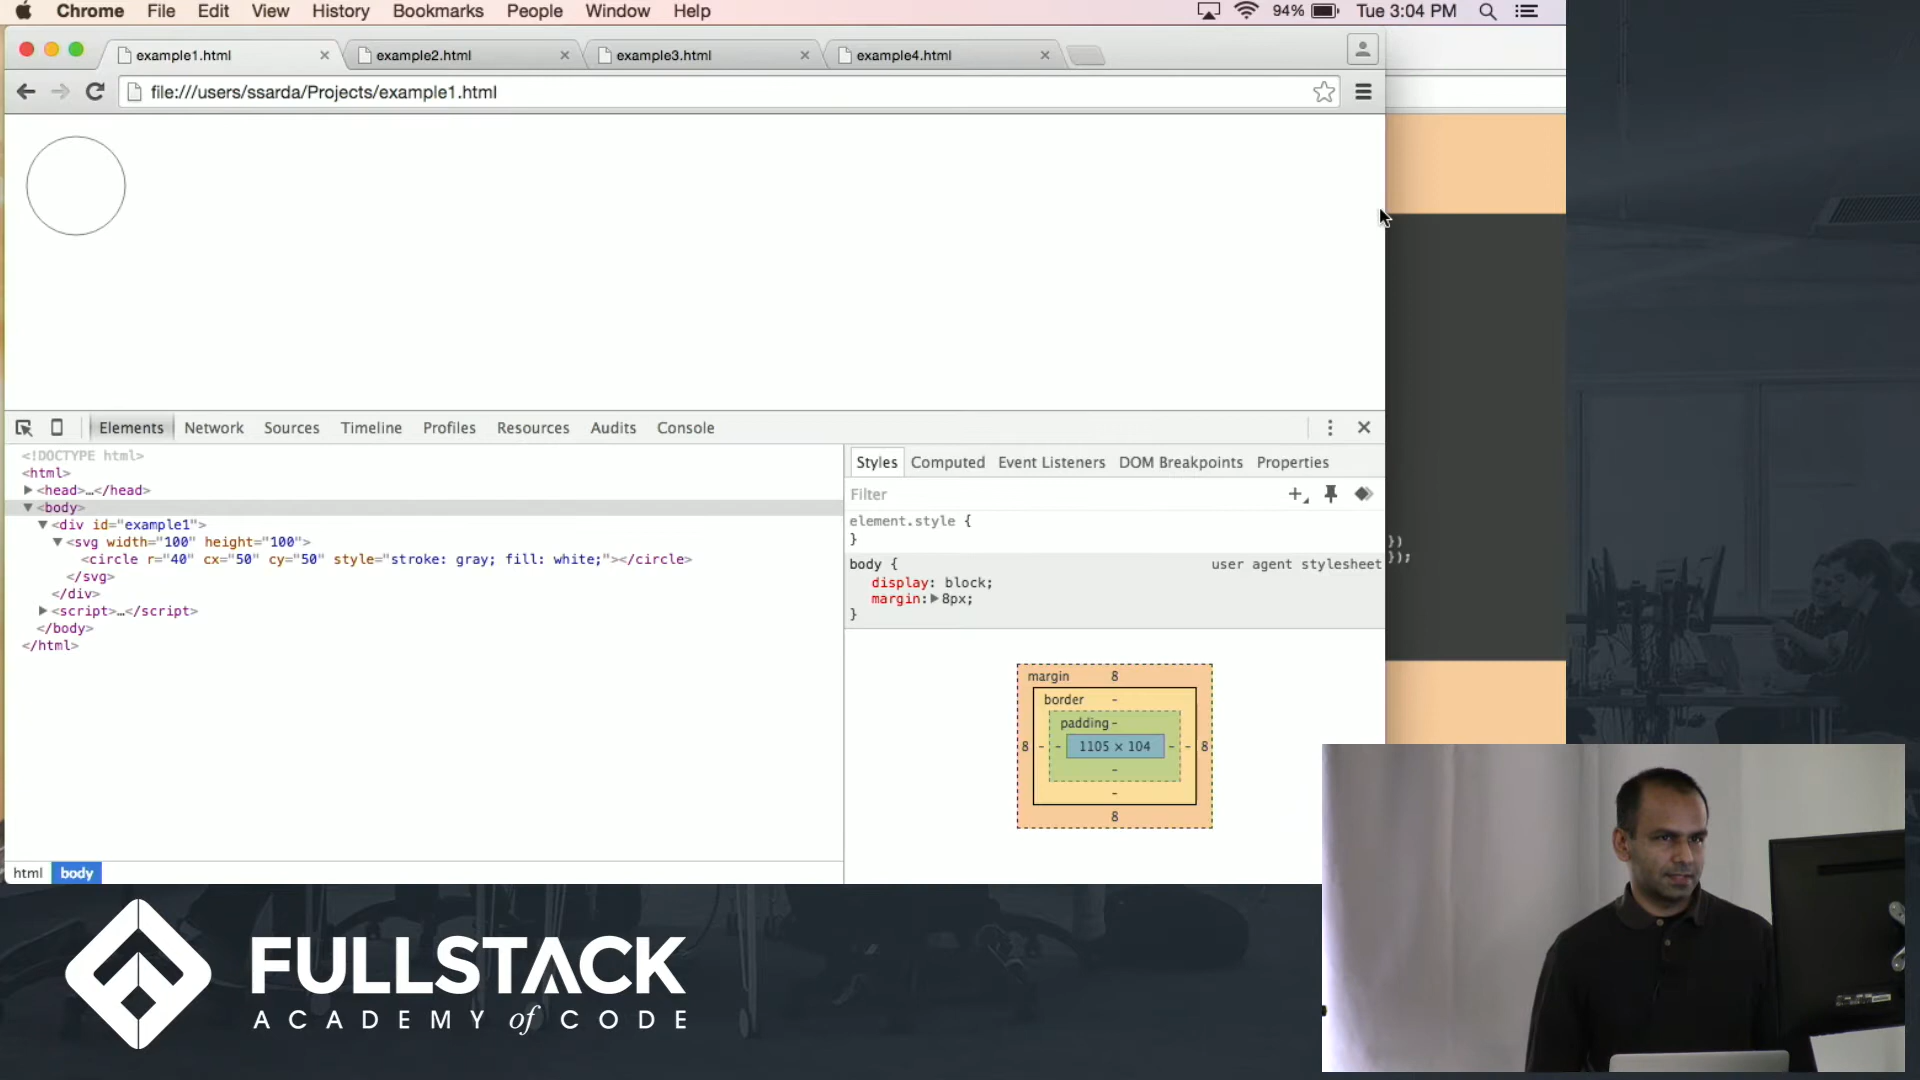 Chrome File Edit View History Bookmarks People Window Help 94% Tue 3:04 PM
example1.html example2.html example3.html example4.html
file:///users/ssarda/Projects/example1.html
Elements Network Sources Timeline Profiles Resources Audits Console
<!DOCTYPE html>
<html>
<head>…</head>
<body>
<div id="example1">
<svg width="100" height="100">
<circle r="40" cx="50" cy="50" style="stroke: gray; fill: white;"></circle>
</svg>
</div>
<script>…</script>
</body>
</html>
html body
Styles Computed Event Listeners DOM Breakpoints Properties
Filter
element.style {
}
body { user agent stylesheet
display: block;
margin: 8px;
}
margin 8
border -
padding -
8 - - 1105 × 104 - - 8
-
-
8
})
});
FULLSTACK
ACADEMY of CODE